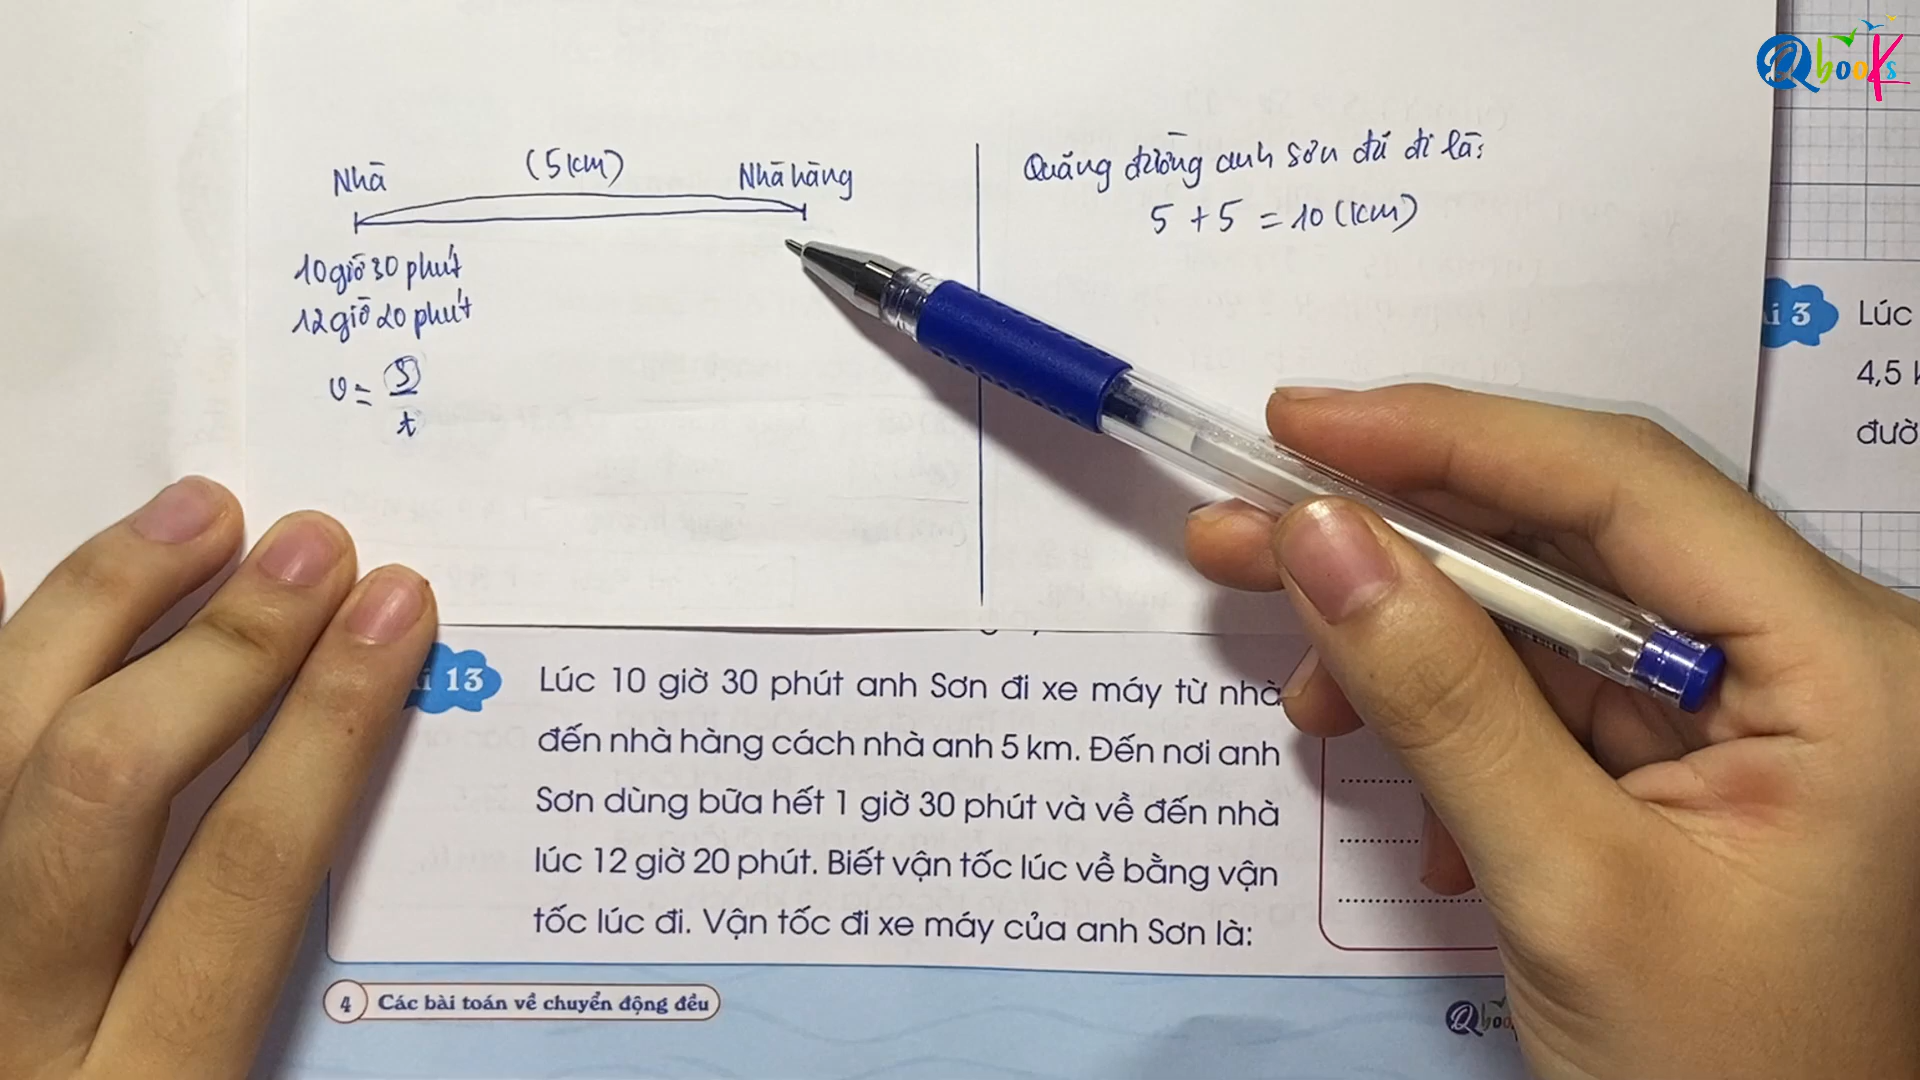 Qbooks
Nhà (5km) Nhà hàng
10 giờ 30 phút
12 giờ 20 phút
v = s
t
Quãng đường anh Sơn đã đi là:
5 + 5 = 10 (km)
i 3 Lúc
4,5
đườ
i 13 Lúc 10 giờ 30 phút anh Sơn đi xe máy từ nhà
đến nhà hàng cách nhà anh 5 km. Đến nơi anh
Sơn dùng bữa hết 1 giờ 30 phút và về đến nhà
lúc 12 giờ 20 phút. Biết vận tốc lúc về bằng vận
tốc lúc đi. Vận tốc đi xe máy của anh Sơn là:
4 Các bài toán về chuyển động đều
Qboo